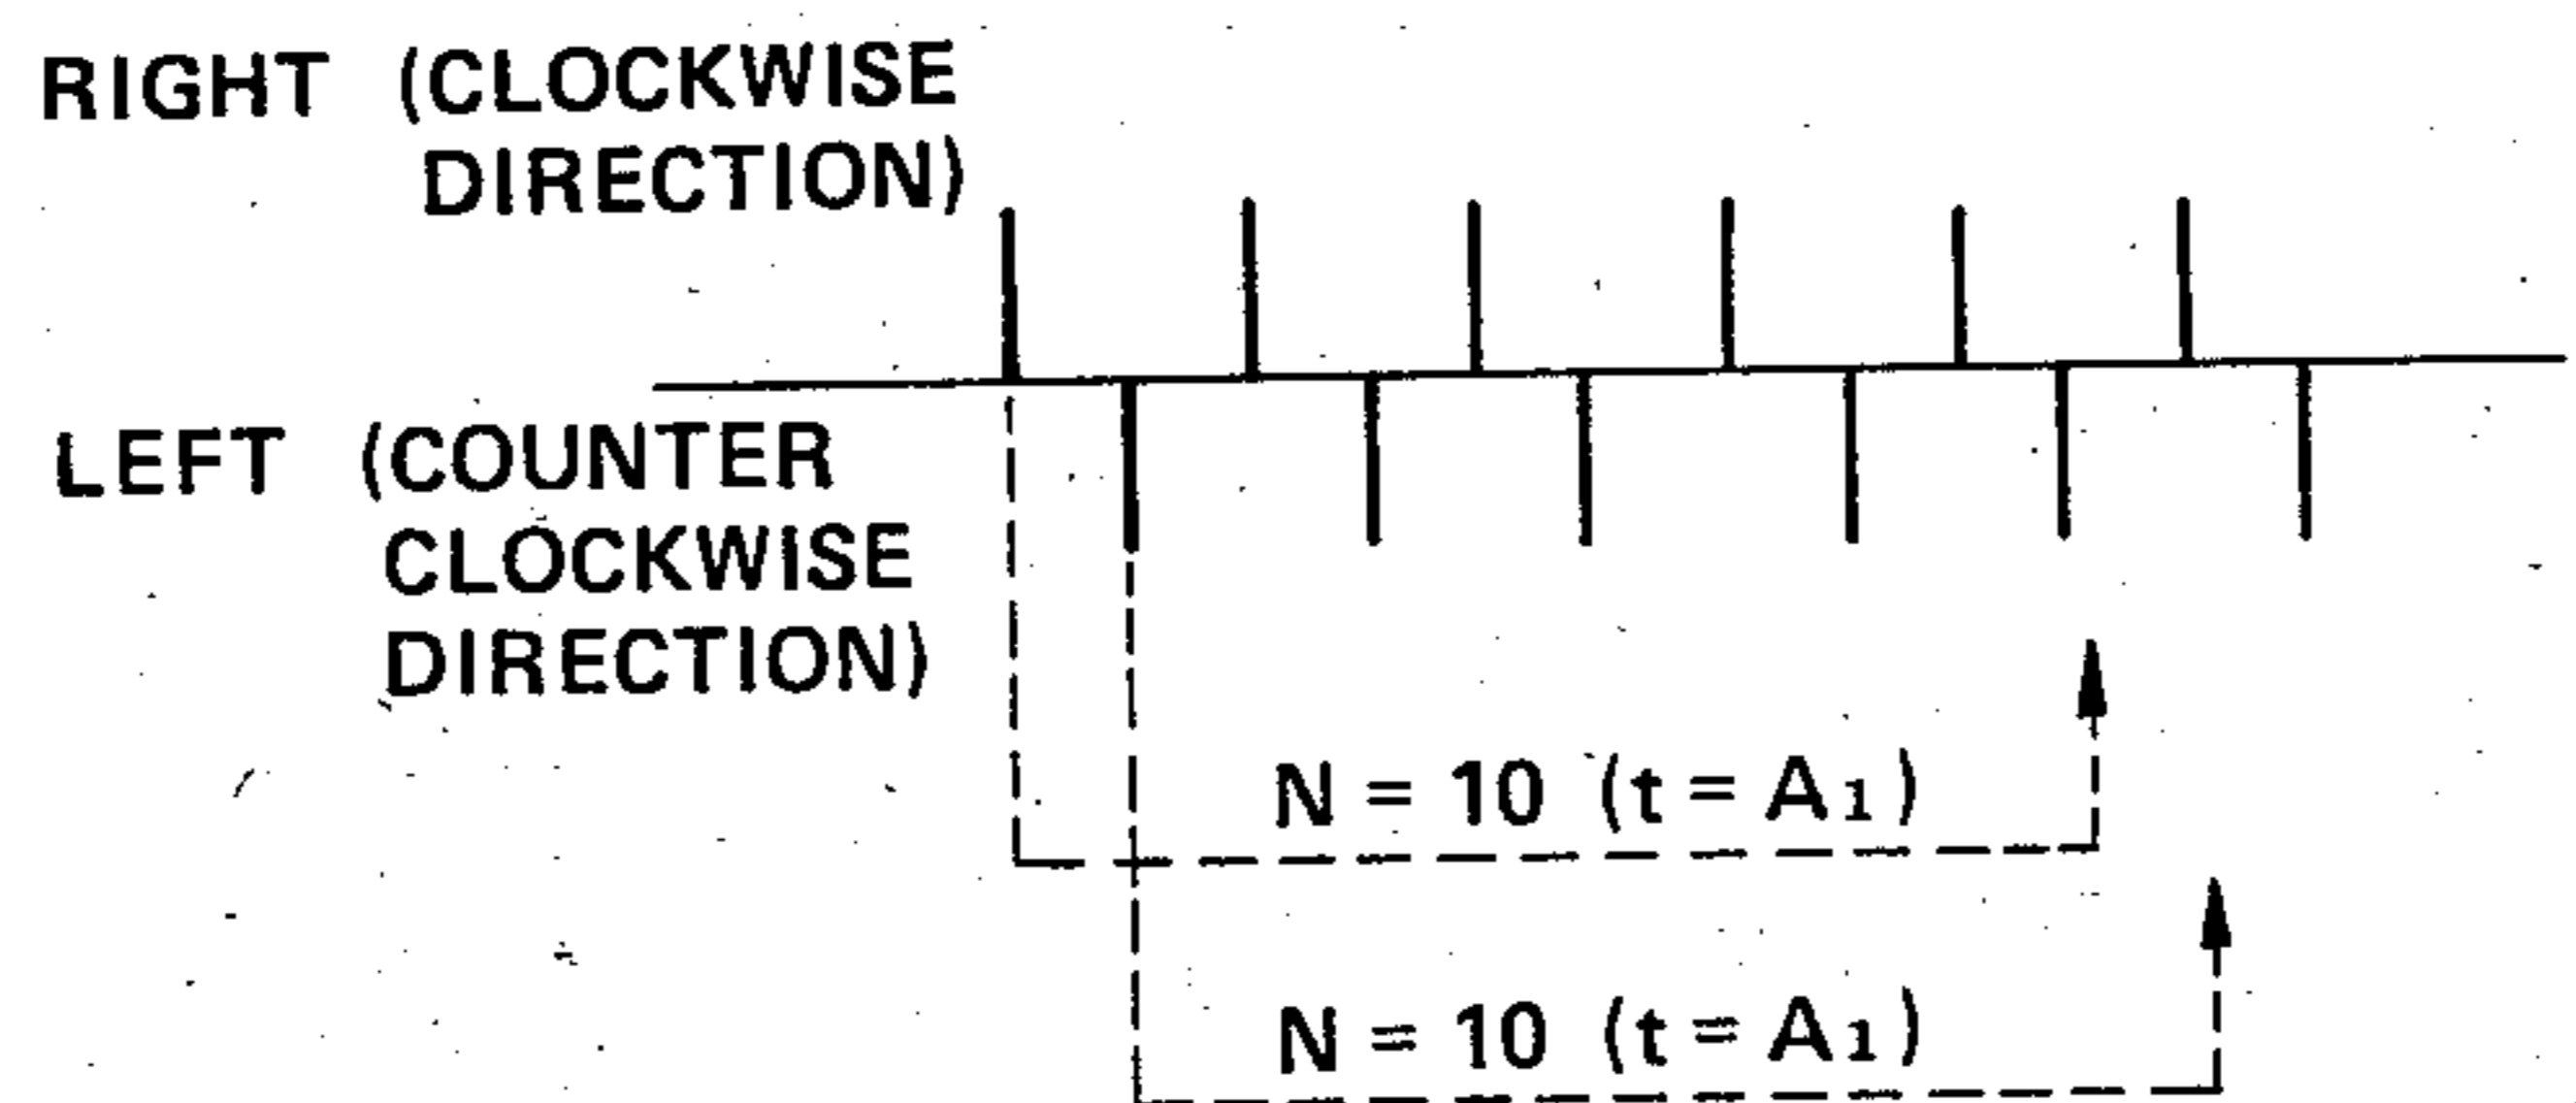 RIGHT (CLOCKWISE
DIRECTION)
LEFT (COUNTER
CLOCKWISE
DIRECTION)
N = 10 (t = A₁)
N = 10 (t = A₁)